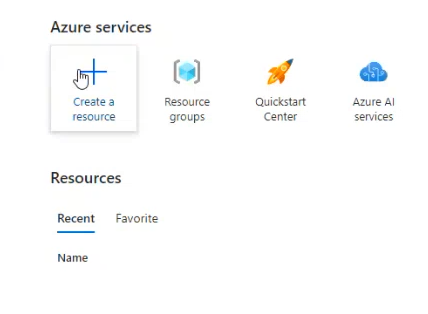 Azure services
Create a
resource
Resource
groups
Quickstart
Center
Azure AI
services
Resources
Recent
Favorite
Name